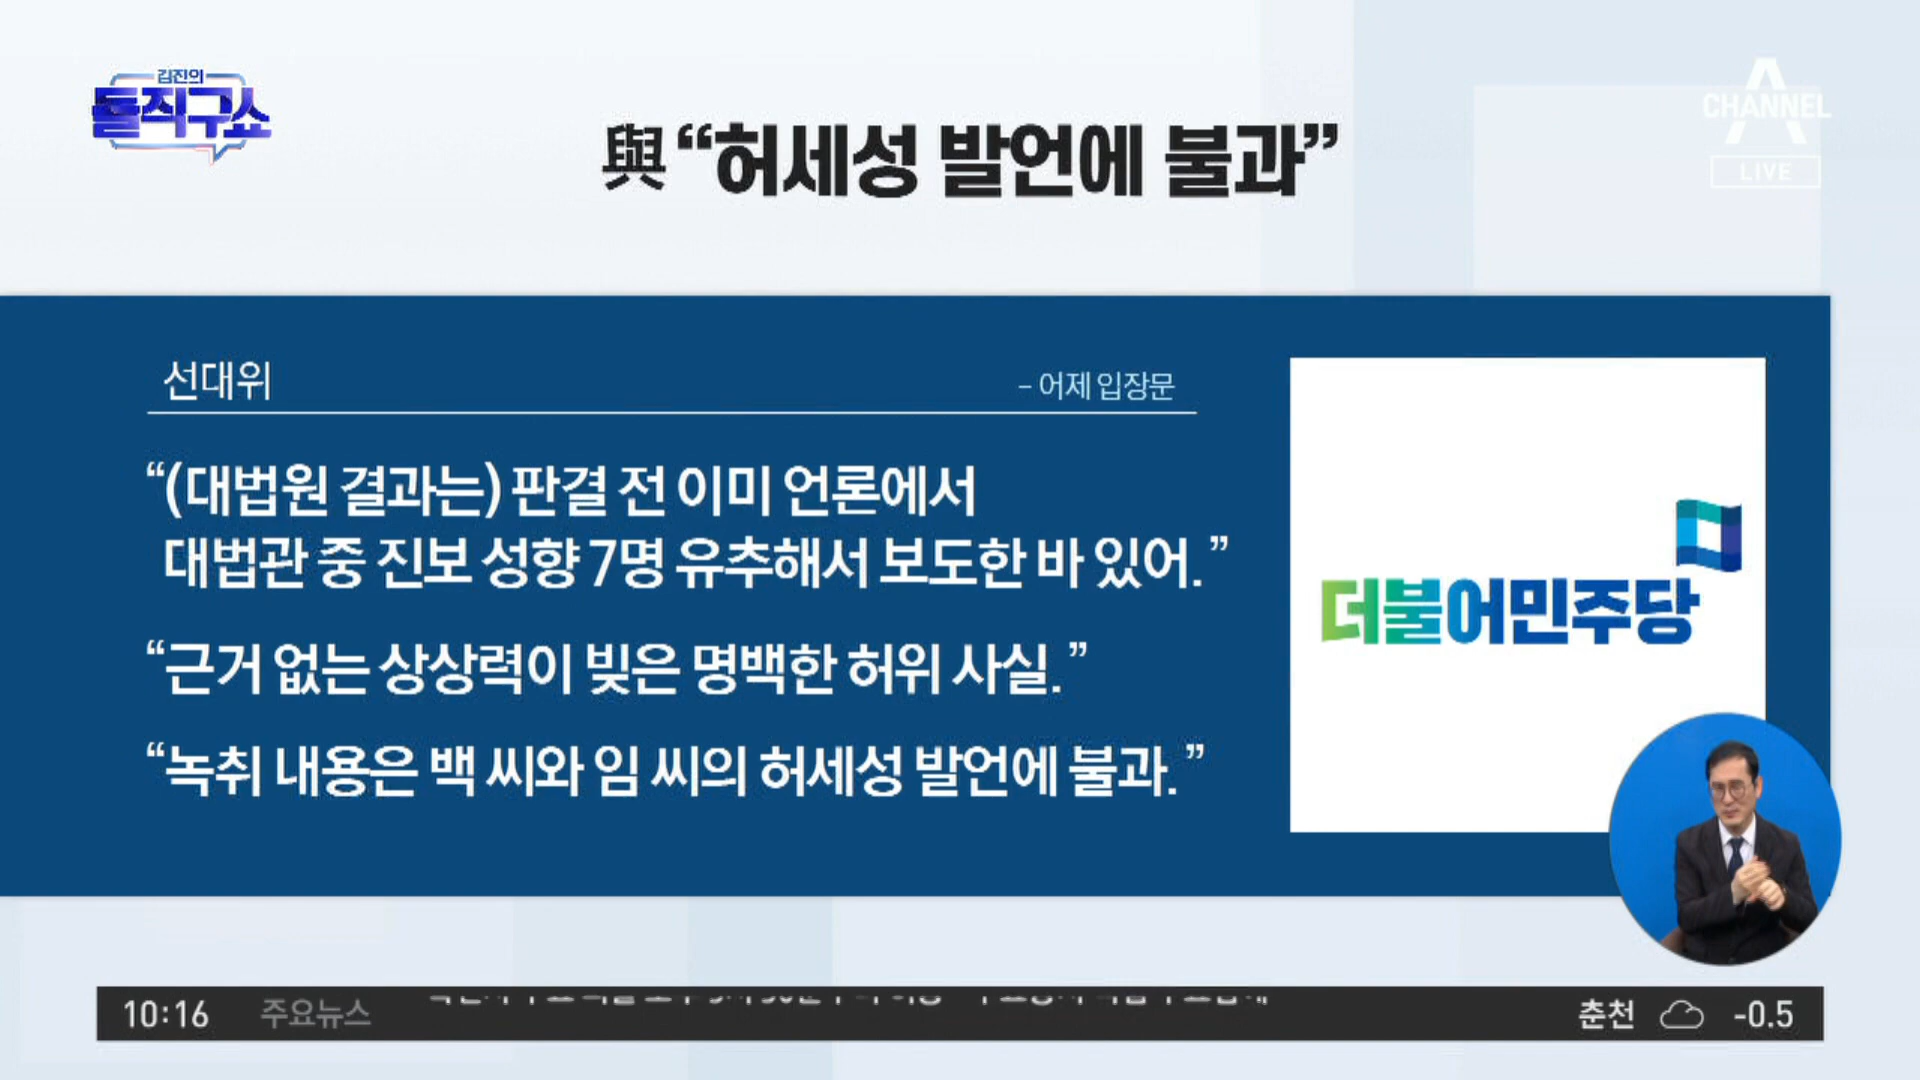 김진의
돌직구쇼
CHANNEL A
LIVE
與 “허세성 발언에 불과”
선대위
– 어제 입장문
“(대법원 결과는) 판결 전 이미 언론에서
대법관 중 진보 성향 7명 유추해서 보도한 바 있어.”
“근거 없는 상상력이 빚은 명백한 허위 사실.”
“녹취 내용은 백 씨와 임 씨의 허세성 발언에 불과.”
더불어민주당
10:16 주요뉴스
춘천 -0.5